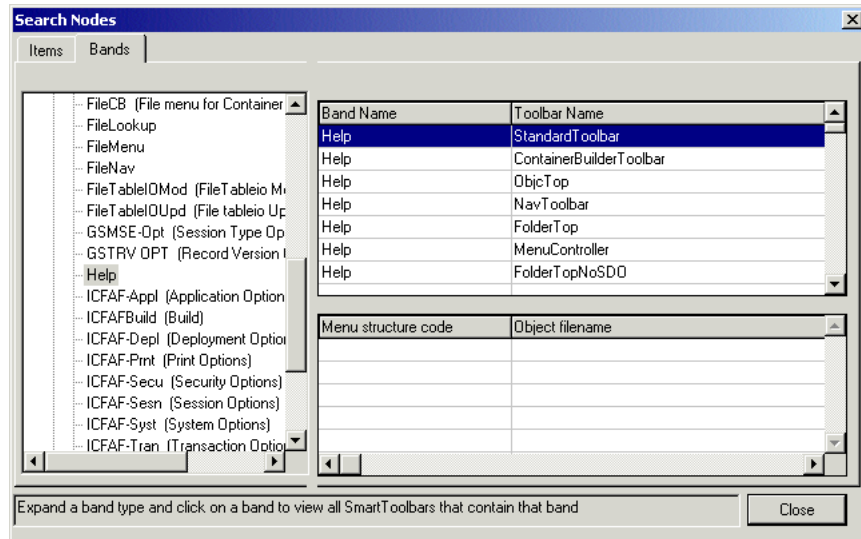 Search Nodes
Items Bands
FileCB (File menu for Container
FileLookup
FileMenu
FileNav
FileTableIOMod (FileTableio Mo
FileTableIOUpd (File tableio Up
GSMSE-Opt (Session Type Op
GSTRV OPT (Record Version
Help
ICFAF-Appl (Application Option
ICFAFBuild (Build)
ICFAF-Depl (Deployment Option
ICFAF-Prnt (Print Options)
ICFAF-Secu (Security Options)
ICFAF-Sesn (Session Options)
ICFAF-Syst (System Options)
ICFAF-Tran (Transaction Option
Band Name Toolbar Name
Help StandardToolbar
Help ContainerBuilderToolbar
Help ObjcTop
Help NavToolbar
Help FolderTop
Help MenuController
Help FolderTopNoSDO
Menu structure code Object filename
Expand a band type and click on a band to view all SmartToolbars that contain that band
Close